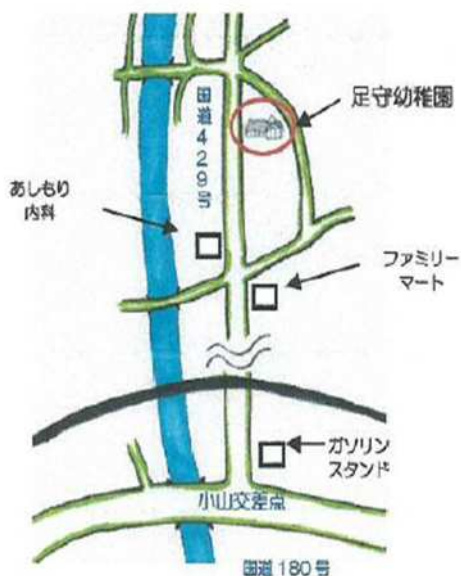 足守幼稚園
国道429号
あしもり
内科
ファミリー
マート
ガソリン
スタンド
小山交差点
国道180号